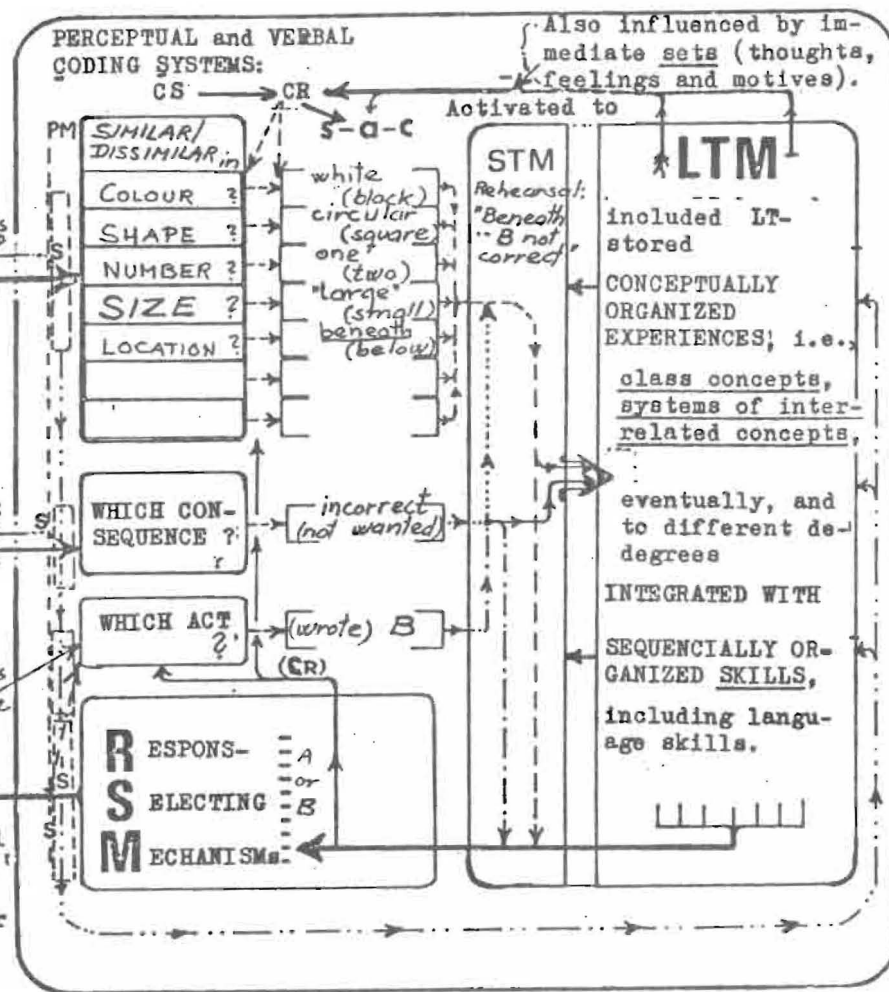 PERCEPTUAL and VERBAL
CODING SYSTEMS:
CS CR
s-a-c
Also influenced by im-
mediate sets (thoughts,
feelings and motives).
Activated to
PM
SIMILAR/
DISSIMILAR in
COLOUR ?
SHAPE ?
NUMBER ?
SIZE ?
LOCATION ?
white
(black)
circular
(square)
one
(two)
"large"
(small)
beneath
(below)
S
WHICH CON-
SEQUENCE ?
incorrect
(not wanted)
S
WHICH ACT
?
(wrote) B
(CR)
RESPONS-
SELECTING
MECHANISMs
A
or
B
S
S
STM
Rehearsal:
"Beneath
-- B not
correct"
LTM
included LT-
stored
CONCEPTUALLY
ORGANIZED
EXPERIENCES, i.e.,
class concepts,
systems of inter-
related concepts,
eventually, and
to different de-
degrees
INTEGRATED WITH
SEQUENCIALLY OR-
GANIZED SKILLS,
including langu-
age skills.